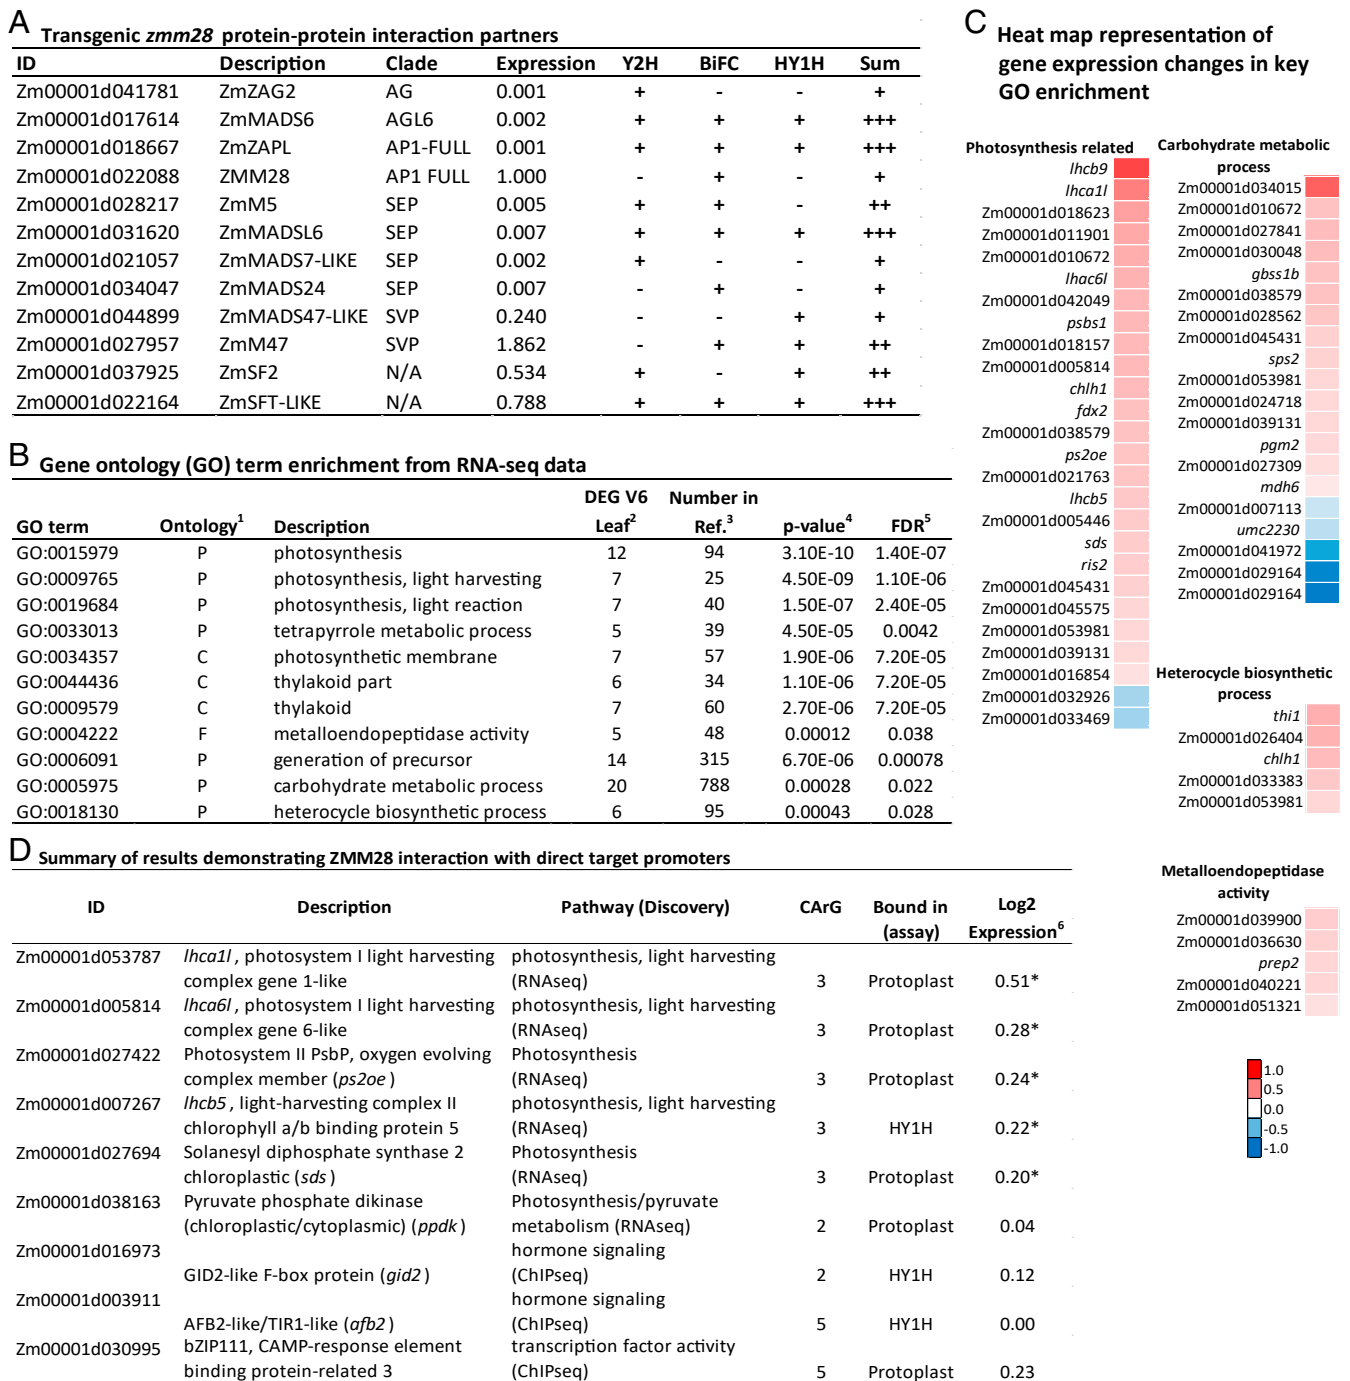 A Transgenic zmm28 protein-protein interaction partners
ID Description Clade Expression Y2H BiFC HY1H Sum
Zm00001d041781 ZmZAG2 AG 0.001 + - - +
Zm00001d017614 ZmMADS6 AGL6 0.002 + + + +++
Zm00001d018667 ZmZAPL AP1-FULL 0.001 + + + +++
Zm00001d022088 ZMM28 AP1 FULL 1.000 - + +
Zm00001d028217 ZmM5 SEP 0.005 + + - ++
Zm00001d031620 ZmMADSL6 SEP 0.007 + + + +++
Zm00001d021057 ZmMADS7-LIKE SEP 0.002 + - - +
Zm00001d034047 ZmMADS24 SEP 0.007 - + - +
Zm00001d044899 ZmMADS47-LIKE SVP 0.240 - - + +
Zm00001d027957 ZmM47 SVP 1.862 - + + ++
Zm00001d037925 ZmSF2 N/A 0.534 + - + ++
Zm00001d022164 ZmSFT-LIKE N/A 0.788 + + + +++
B Gene ontology (GO) term enrichment from RNA-seq data
DEG V6 Number in
GO term Ontology1 Description Leaf2 Ref.3 p-value4 FDR5
GO:0015979 P photosynthesis 12 94 3.10E-10 1.40E-07
GO:0009765 P photosynthesis, light harvesting 7 25 4.50E-09 1.10E-06
GO:0019684 P photosynthesis, light reaction 7 40 1.50E-07 2.40E-05
GO:0033013 P tetrapyrrole metabolic process 5 39 4.50E-05 0.0042
GO:0034357 C photosynthetic membrane 7 57 1.90E-06 7.20E-05
GO:0044436 C thylakoid part 6 34 1.10E-06 7.20E-05
GO:0009579 C thylakoid 7 60 2.70E-06 7.20E-05
GO:0004222 F metalloendopeptidase activity 5 48 0.00012 0.038
GO:0006091 P generation of precursor 14 315 6.70E-06 0.00078
GO:0005975 P carbohydrate metabolic process 20 788 0.00028 0.022
GO:0018130 P heterocycle biosynthetic process 6 95 0.00043 0.028
C Heat map representation of
gene expression changes in key
GO enrichment
Photosynthesis related
lhcb9
lhca1l
Zm00001d018623
Zm00001d011901
Zm00001d010672
lhac6l
Zm00001d042049
psbs1
Zm00001d018157
Zm00001d005814
chlh1
fdx2
Zm00001d038579
ps2oe
Zm00001d021763
lhcb5
Zm00001d005446
sds
ris2
Zm00001d045431
Zm00001d045575
Zm00001d053981
Zm00001d039131
Zm00001d016854
Zm00001d032926
Zm00001d033469
Carbohydrate metabolic
process
Zm00001d034015
Zm00001d010672
Zm00001d027841
Zm00001d030048
gbss1b
Zm00001d038579
Zm00001d028562
Zm00001d045431
sps2
Zm00001d053981
Zm00001d024718
Zm00001d039131
pgm2
Zm00001d027309
mdh6
Zm00001d007113
umc2230
Zm00001d041972
Zm00001d029164
Zm00001d029164
Heterocycle biosynthetic
process
thi1
Zm00001d026404
chlh1
Zm00001d033383
Zm00001d053981
Metalloendopeptidase
activity
Zm00001d039900
Zm00001d036630
prep2
Zm00001d040221
Zm00001d051321
1.0
0.5
0.0
-0.5
-1.0
D Summary of results demonstrating ZMM28 interaction with direct target promoters
ID Description Pathway (Discovery) CArG Bound in Log2
(assay) Expression6
Zm00001d053787 lhca1l, photosystem I light harvesting photosynthesis, light harvesting
complex gene 1-like (RNAseq) 3 Protoplast 0.51*
Zm00001d005814 lhca6l, photosystem I light harvesting photosynthesis, light harvesting
complex gene 6-like (RNAseq) 3 Protoplast 0.28*
Zm00001d027422 Photosystem II PsbP, oxygen evolving Photosynthesis
complex member (ps2oe) (RNAseq) 3 Protoplast 0.24*
Zm00001d007267 lhcb5, light-harvesting complex II photosynthesis, light harvesting
chlorophyll a/b binding protein 5 (RNAseq) 3 HY1H 0.22*
Zm00001d027694 Solanesyl diphosphate synthase 2 Photosynthesis
chloroplastic (sds) (RNAseq) 3 Protoplast 0.20*
Zm00001d038163 Pyruvate phosphate dikinase Photosynthesis/pyruvate
(chloroplastic/cytoplasmic) (ppdk) metabolism (RNAseq) 2 Protoplast 0.04
Zm00001d016973 hormone signaling
GID2-like F-box protein (gid2) (ChIPseq) 2 HY1H 0.12
Zm00001d003911 hormone signaling
AFB2-like/TIR1-like (afb2) (ChIPseq) 5 HY1H 0.00
Zm00001d030995 bZIP111, CAMP-response element transcription factor activity
binding protein-related 3 (ChIPseq) 5 Protoplast 0.23